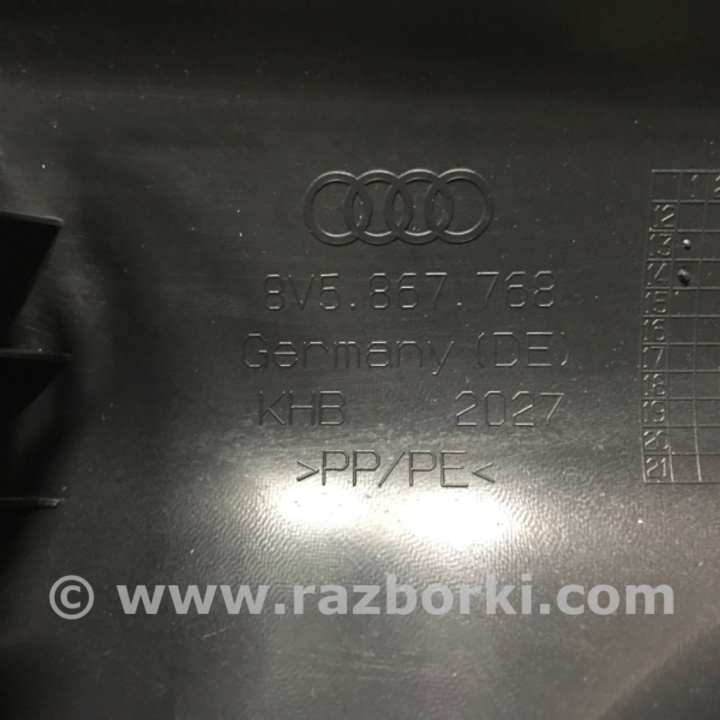 8V5.867.768
Germany (DE)
KHB 2027
>PP/PE<
© www.razborki.com